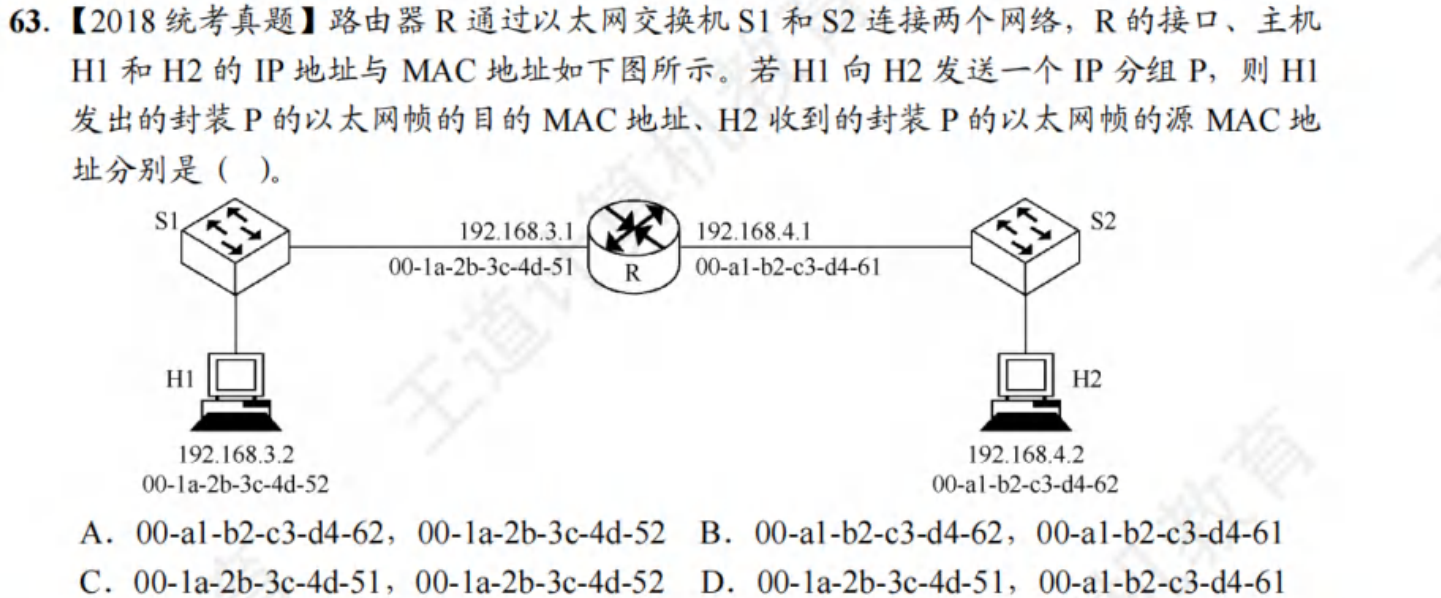 63.【2018 统考真题】路由器 R 通过以太网交换机 S1 和 S2 连接两个网络，R 的接口、主机
H1 和 H2 的 IP 地址与 MAC 地址如下图所示。若 H1 向 H2 发送一个 IP 分组 P，则 H1
发出的封装 P 的以太网帧的目的 MAC 地址、H2 收到的封装 P 的以太网帧的源 MAC 地
址分别是（ ）。
S1
192.168.3.1
192.168.4.1
S2
00-1a-2b-3c-4d-51
R
00-a1-b2-c3-d4-61
H1
H2
192.168.3.2
192.168.4.2
00-1a-2b-3c-4d-52
00-a1-b2-c3-d4-62
A．00-a1-b2-c3-d4-62，00-1a-2b-3c-4d-52 B．00-a1-b2-c3-d4-62，00-a1-b2-c3-d4-61
C．00-1a-2b-3c-4d-51，00-1a-2b-3c-4d-52 D．00-1a-2b-3c-4d-51，00-a1-b2-c3-d4-61
王道计算机教育